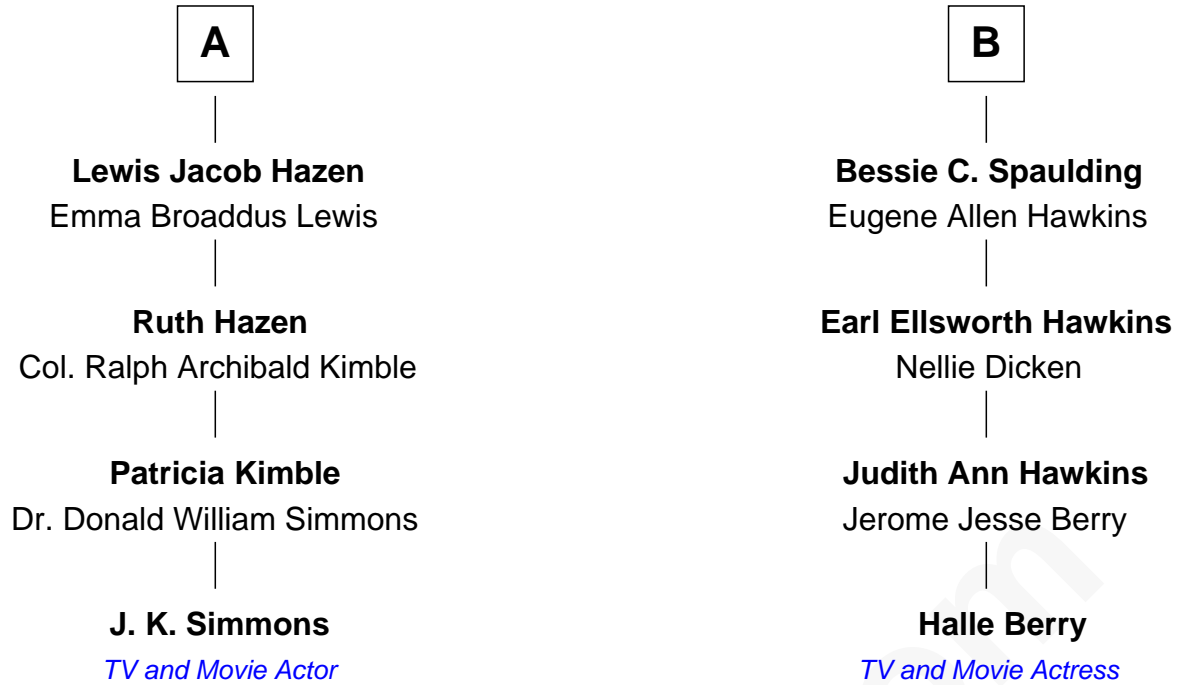 A
Lewis Jacob Hazen
Emma Broaddus Lewis
Ruth Hazen
Col. Ralph Archibald Kimble
Patricia Kimble
Dr. Donald William Simmons
J. K. Simmons
TV and Movie Actor
B
Bessie C. Spaulding
Eugene Allen Hawkins
Earl Ellsworth Hawkins
Nellie Dicken
Judith Ann Hawkins
Jerome Jesse Berry
Halle Berry
TV and Movie Actress